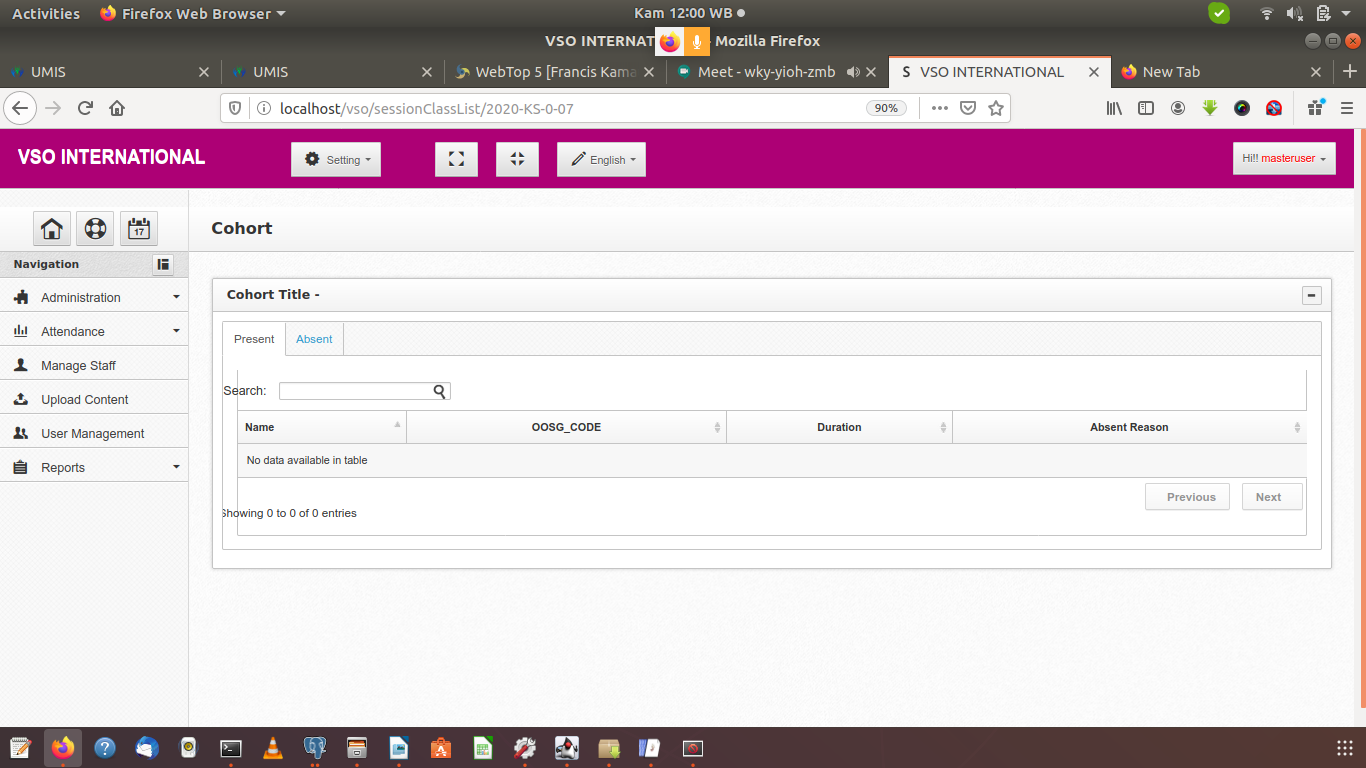 Activities
Firefox Web Browser
Kam 12:00 WB
VSO INTERNAT - Mozilla Firefox
UMIS
UMIS
WebTop 5 [Francis Kama
Meet - wky-yioh-zmb
S VSO INTERNATIONAL
New Tab
localhost/vso/sessionClassList/2020-KS-0-07
90%
VSO INTERNATIONAL
Setting
English
Hi!! masteruser
17
Cohort
Navigation
Administration
Attendance
Manage Staff
Upload Content
User Management
Reports
Cohort Title -
Present
Absent
Search:
Name
OOSG_CODE
Duration
Absent Reason
No data available in table
Previous
Next
Showing 0 to 0 of 0 entries